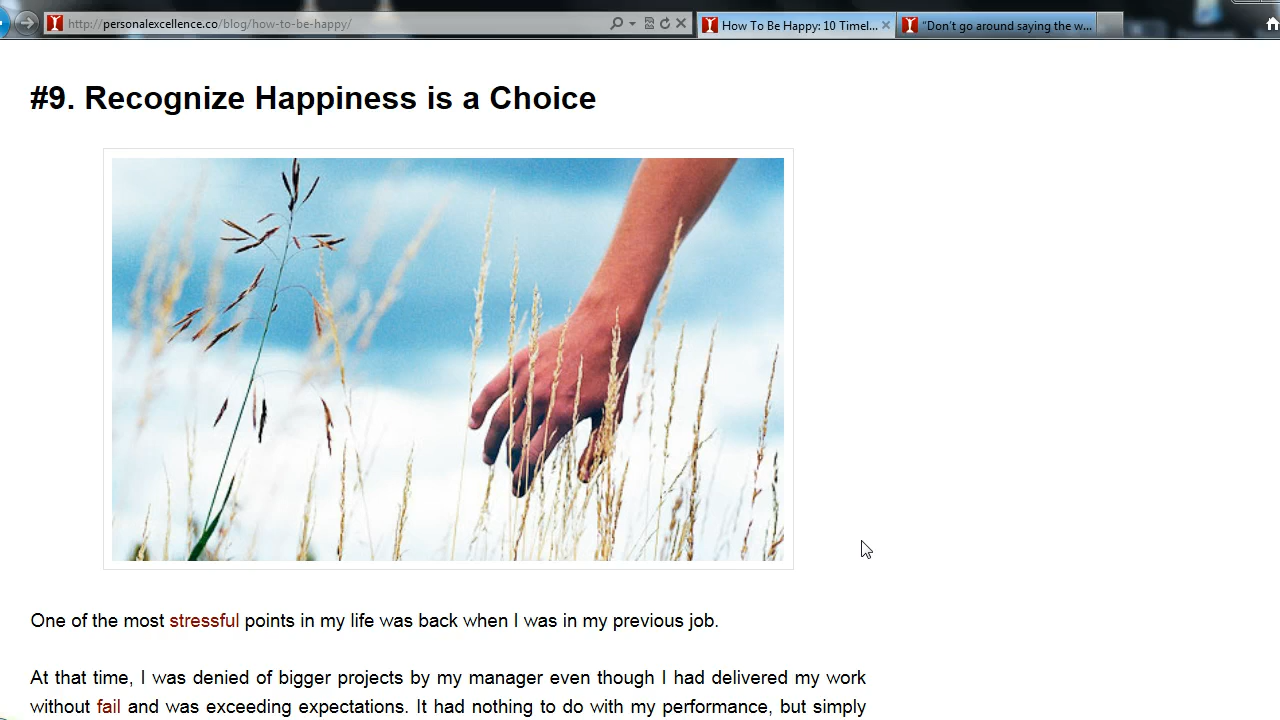 http://personalexcellence.co/blog/how-to-be-happy/
How To Be Happy: 10 Timel...
"Don't go around saying the w...
#9. Recognize Happiness is a Choice
One of the most stressful points in my life was back when I was in my previous job.
At that time, I was denied of bigger projects by my manager even though I had delivered my work
without fail and was exceeding expectations. It had nothing to do with my performance, but simply